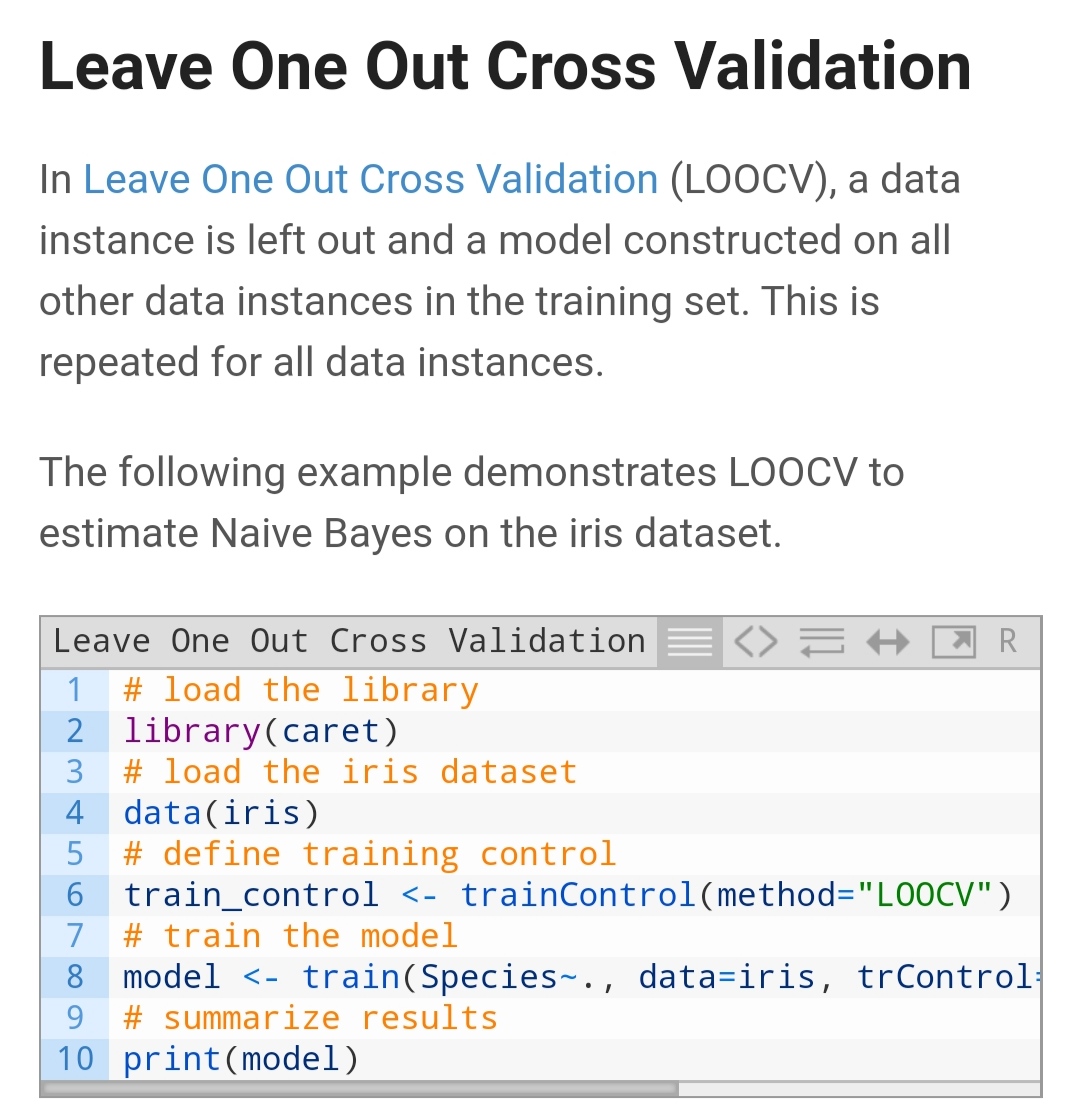 Leave One Out Cross Validation
In Leave One Out Cross Validation (LOOCV), a data
instance is left out and a model constructed on all
other data instances in the training set. This is
repeated for all data instances.
The following example demonstrates LOOCV to
estimate Naive Bayes on the iris dataset.
Leave One Out Cross Validation R
1 # load the library
2 library(caret)
3 # load the iris dataset
4 data(iris)
5 # define training control
6 train_control <- trainControl(method="LOOCV")
7 # train the model
8 model <- train(Species~., data=iris, trControl=
9 # summarize results
10 print(model)